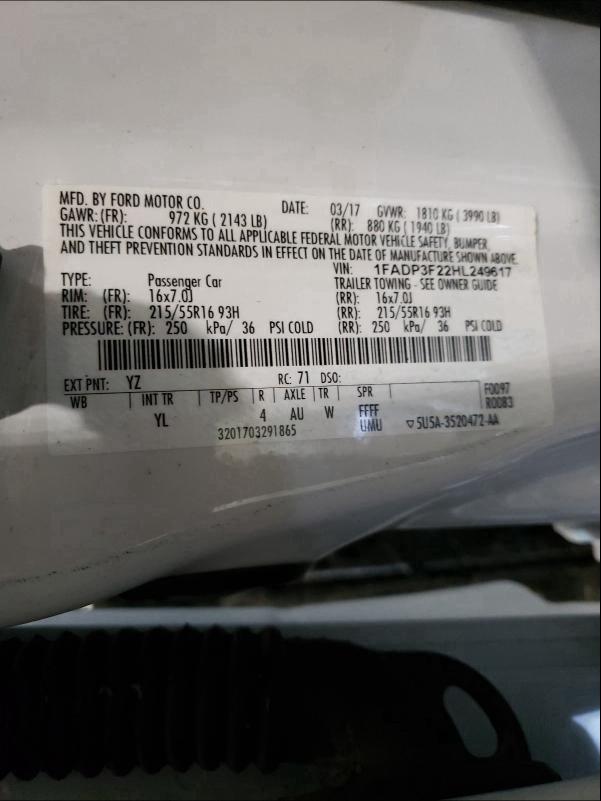 MFD. BY FORD MOTOR CO. DATE: 03/17 GVWR: 1810 KG ( 3990 LB)
GAWR: (FR): 972 KG ( 2143 LB) (RR): 880 KG ( 1940 LB)
THIS VEHICLE CONFORMS TO ALL APPLICABLE FEDERAL MOTOR VEHICLE SAFETY, BUMPER,
AND THEFT PREVENTION STANDARDS IN EFFECT ON THE DATE OF MANUFACTURE SHOWN ABOVE.
VIN: 1FADP3F22HL249617
TYPE: Passenger Car TRAILER TOWING - SEE OWNER GUIDE
RIM: (FR): 16x7.0J (RR): 16x7.0J
TIRE: (FR): 215/55R16 93H (RR): 215/55R16 93H
PRESSURE: (FR): 250 kPa/ 36 PSI COLD (RR): 250 kPa/ 36 PSI COLD
EXT PNT: YZ RC: 71 DSO: F0097
WB INT TR TP/PS R AXLE TR SPR R0083
YL 4 AU W FFFF
UMU
3201703291865 ▽5U5A-3520472-AA